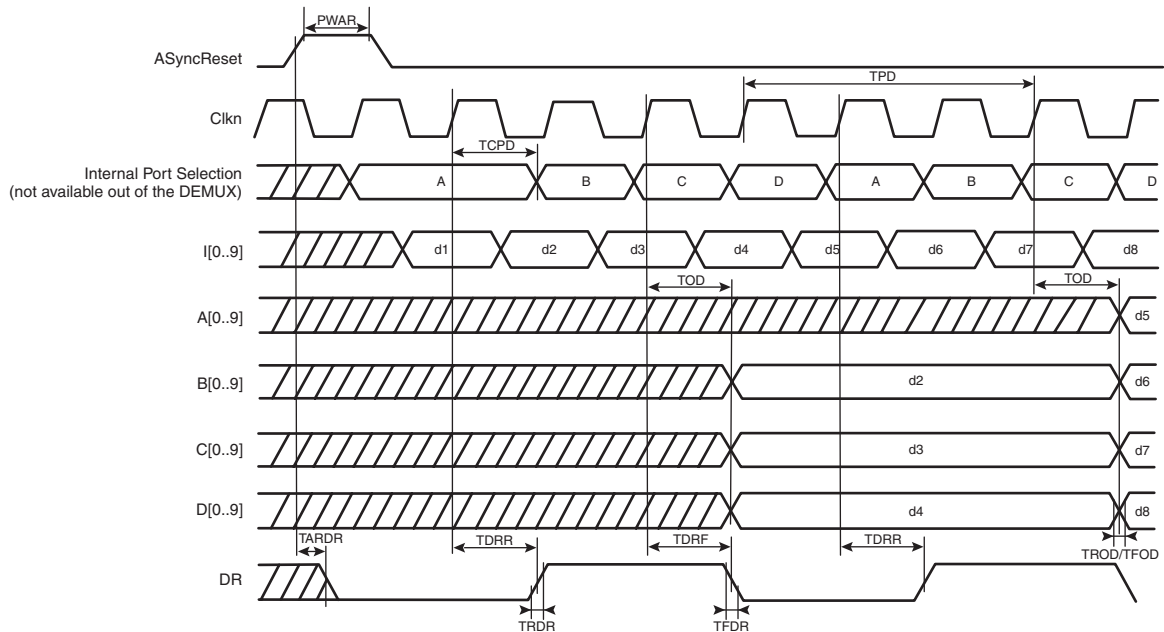 PWAR
ASyncReset
TPD
Clkn
TCPD
Internal Port Selection
(not available out of the DEMUX)
A B C D A B C D
I[0..9] d1 d2 d3 d4 d5 d6 d7 d8
TOD TOD
A[0..9] d5
B[0..9] d2 d6
C[0..9] d3 d7
D[0..9] d4 d8
TARDR TDRR TDRF TDRR TROD/TFOD
DR
TRDR TFDR